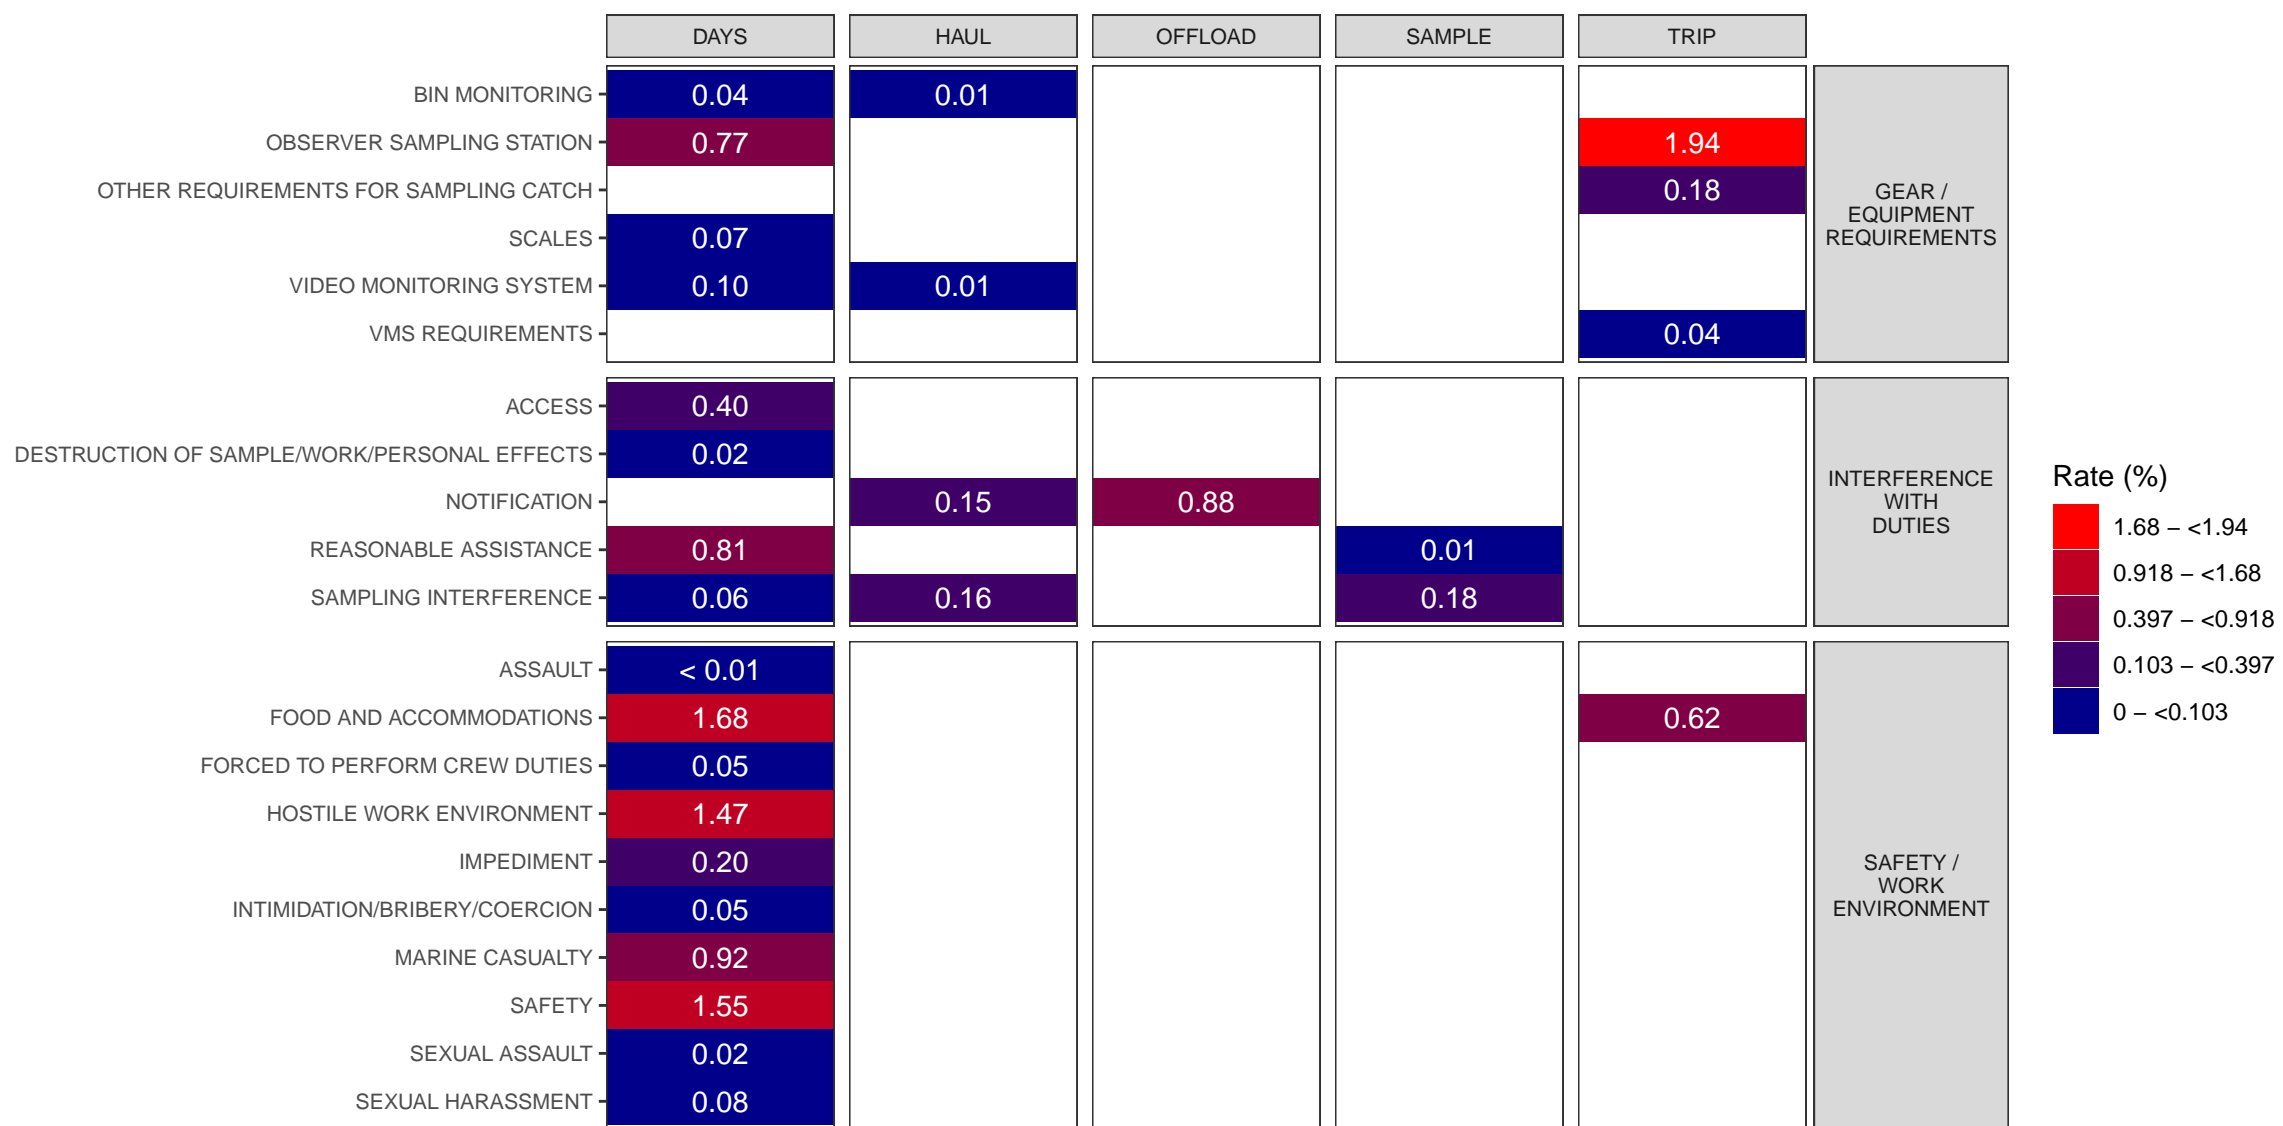 DAYS HAUL OFFLOAD SAMPLE TRIP
BIN MONITORING 0.04 0.01
OBSERVER SAMPLING STATION 0.77 1.94
OTHER REQUIREMENTS FOR SAMPLING CATCH 0.18
SCALES 0.07
VIDEO MONITORING SYSTEM 0.10 0.01
VMS REQUIREMENTS 0.04
GEAR /
EQUIPMENT
REQUIREMENTS
ACCESS 0.40
DESTRUCTION OF SAMPLE/WORK/PERSONAL EFFECTS 0.02
NOTIFICATION 0.15 0.88
REASONABLE ASSISTANCE 0.81 0.01
SAMPLING INTERFERENCE 0.06 0.16 0.18
INTERFERENCE
WITH
DUTIES
ASSAULT < 0.01
FOOD AND ACCOMMODATIONS 1.68 0.62
FORCED TO PERFORM CREW DUTIES 0.05
HOSTILE WORK ENVIRONMENT 1.47
IMPEDIMENT 0.20
INTIMIDATION/BRIBERY/COERCION 0.05
MARINE CASUALTY 0.92
SAFETY 1.55
SEXUAL ASSAULT 0.02
SEXUAL HARASSMENT 0.08
SAFETY /
WORK
ENVIRONMENT
Rate (%)
1.68 – <1.94
0.918 – <1.68
0.397 – <0.918
0.103 – <0.397
0 – <0.103